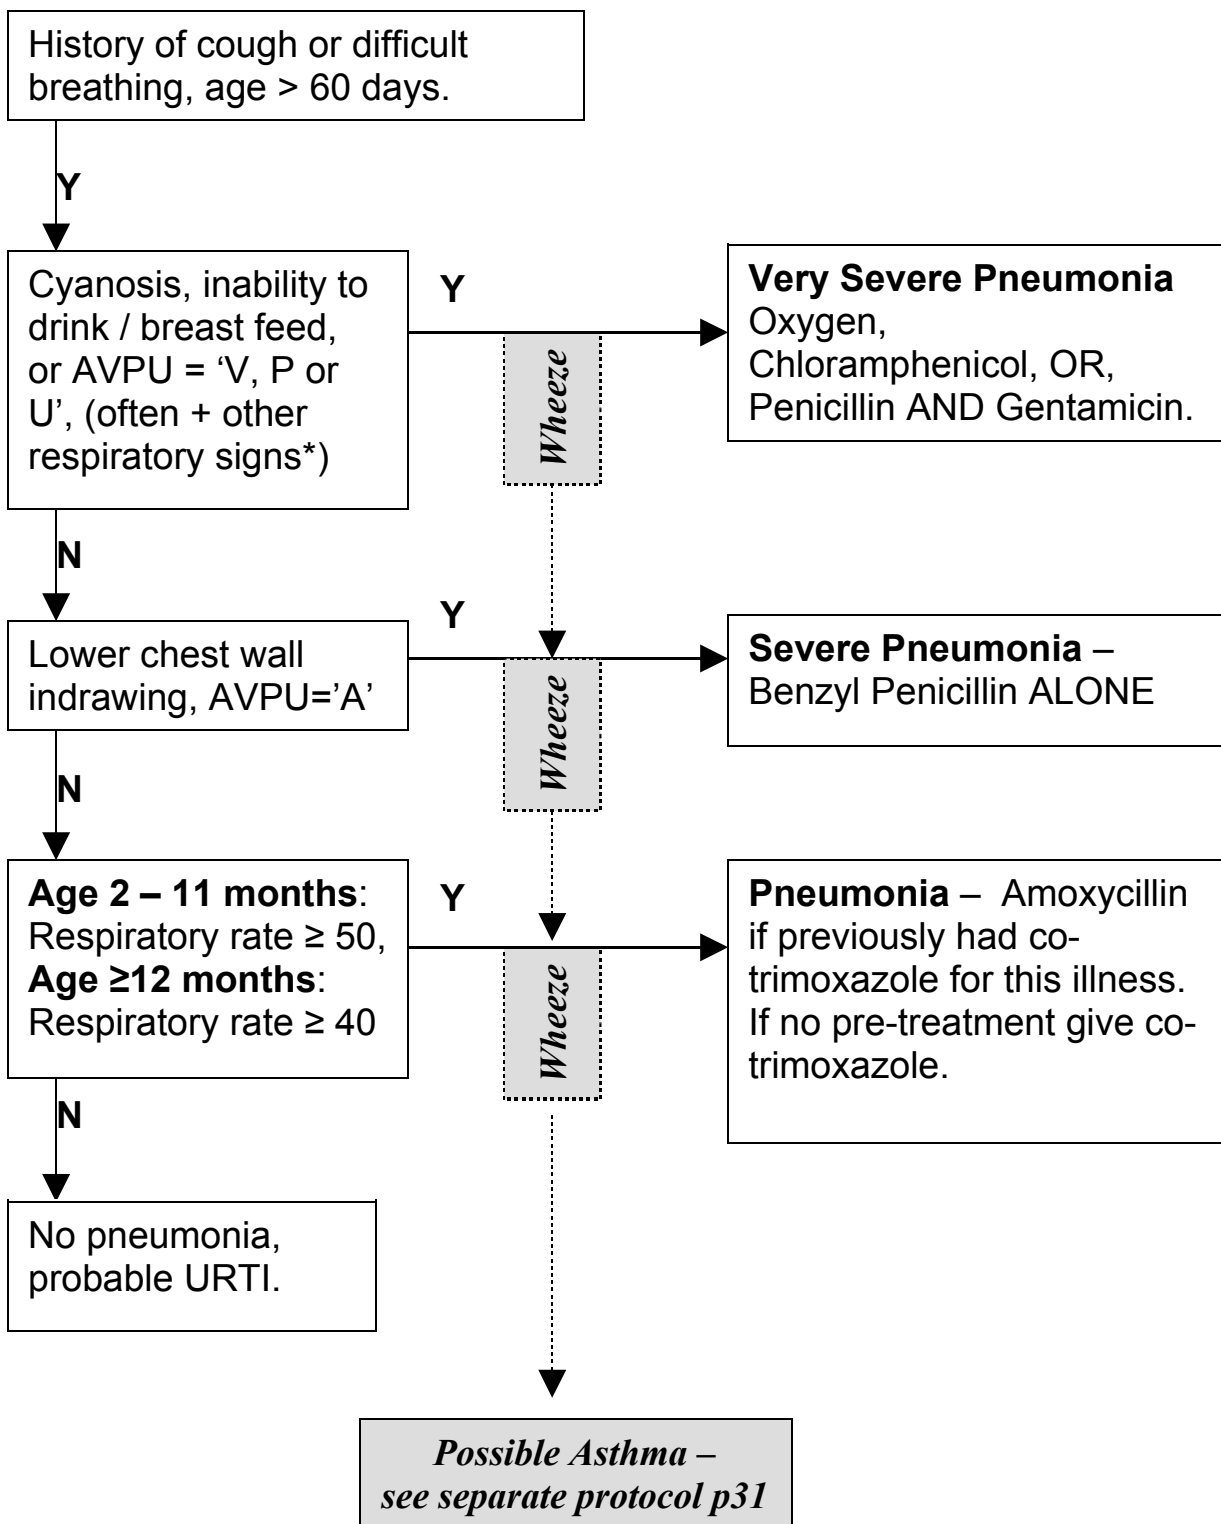 History of cough or difficult
breathing, age > 60 days.
Y
Cyanosis, inability to
drink / breast feed,
or AVPU = ‘V, P or
U’, (often + other
respiratory signs*)
Y
Wheeze
Very Severe Pneumonia
Oxygen,
Chloramphenicol, OR,
Penicillin AND Gentamicin.
N
Lower chest wall
indrawing, AVPU=’A’
Y
Wheeze
Severe Pneumonia –
Benzyl Penicillin ALONE
N
Age 2 – 11 months:
Respiratory rate ≥ 50,
Age ≥12 months:
Respiratory rate ≥ 40
Y
Wheeze
Pneumonia – Amoxycillin
if previously had co-
trimoxazole for this illness.
If no pre-treatment give co-
trimoxazole.
N
No pneumonia,
probable URTI.
Possible Asthma –
see separate protocol p31